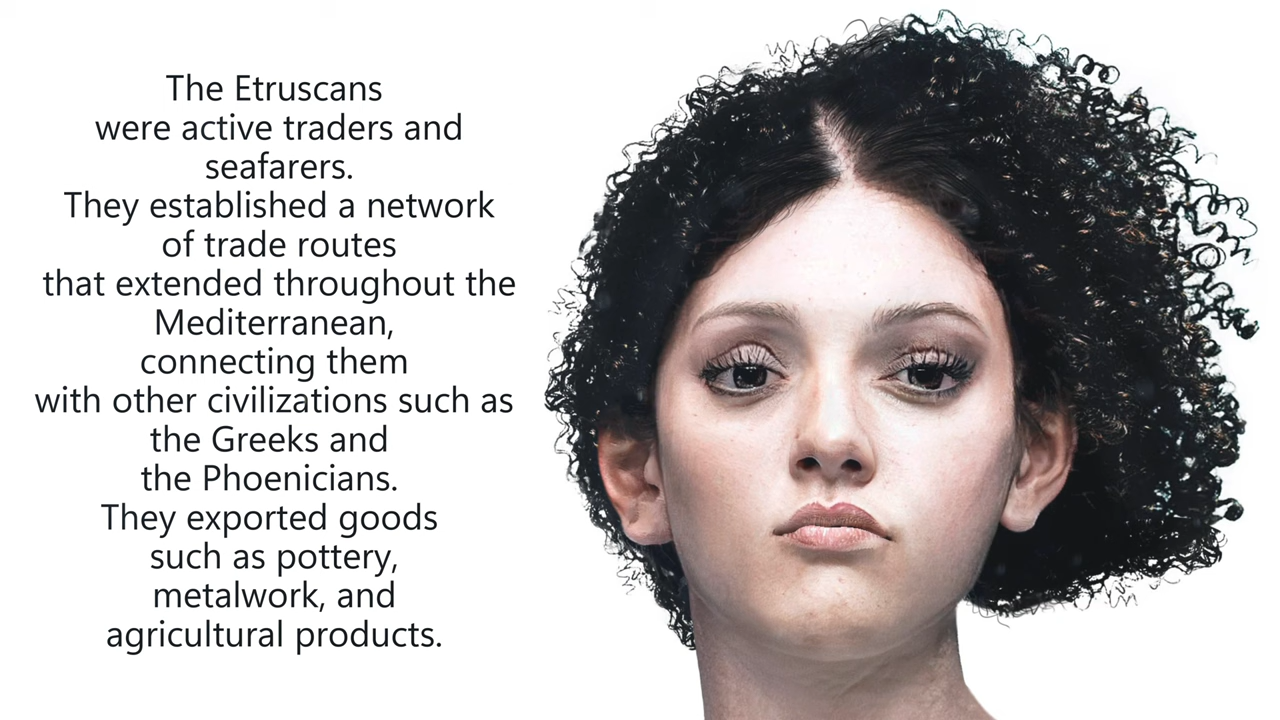 The Etruscans
were active traders and
seafarers.
They established a network
of trade routes
that extended throughout the
Mediterranean,
connecting them
with other civilizations such as
the Greeks and
the Phoenicians.
They exported goods
such as pottery,
metalwork, and
agricultural products.